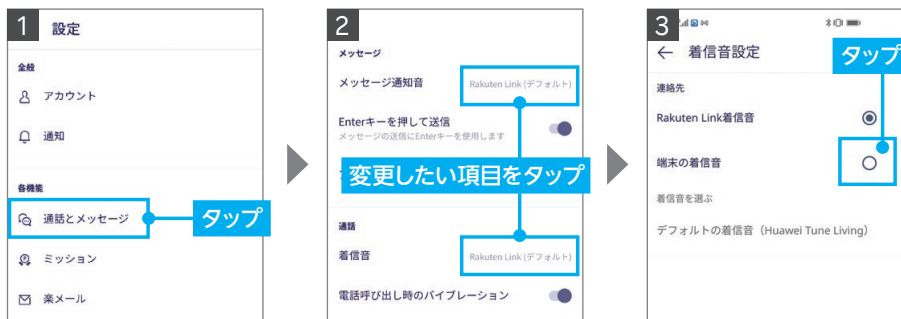 1
設定
全般
アカウント
通知
各機能
通話とメッセージ
タップ
ミッション
楽メール
2
メッセージ
メッセージ通知音
Rakuten Link (デフォルト)
Enterキーを押して送信
メッセージの送信にEnterキーを使用します
変更したい項目をタップ
通話
着信音
Rakuten Link (デフォルト)
電話呼び出し時のバイブレーション
3
← 着信音設定
タップ
連絡先
Rakuten Link着信音
端末の着信音
着信音を選ぶ
デフォルトの着信音（Huawei Tune Living）